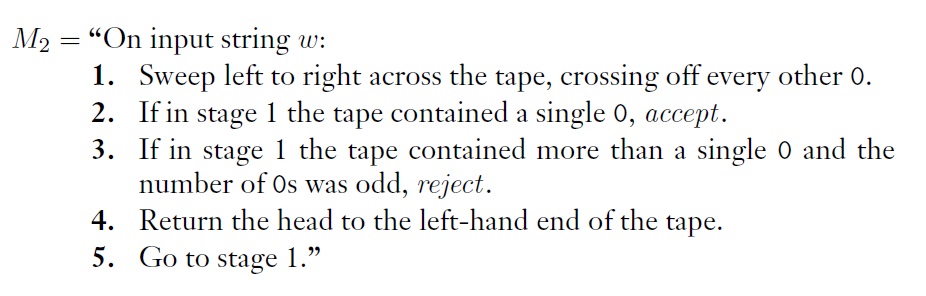 M₂ = “On input string w:
1. Sweep left to right across the tape, crossing off every other 0.
2. If in stage 1 the tape contained a single 0, accept.
3. If in stage 1 the tape contained more than a single 0 and the
number of 0s was odd, reject.
4. Return the head to the left-hand end of the tape.
5. Go to stage 1.”